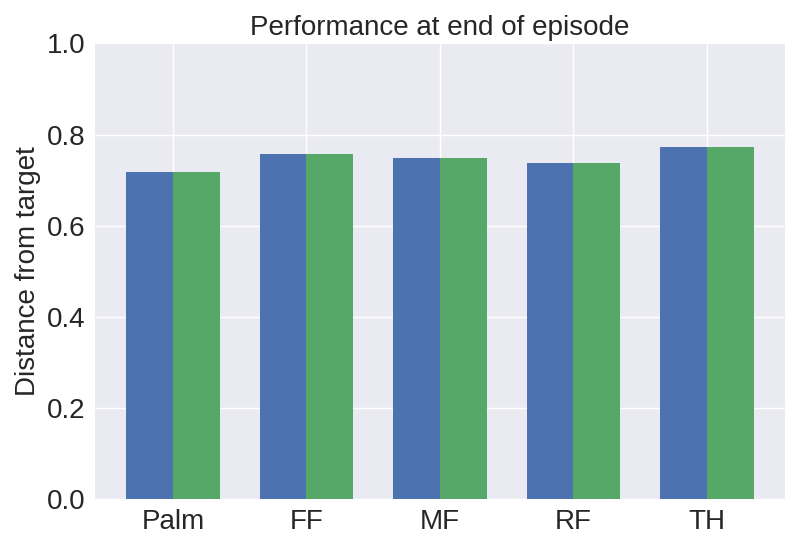 Performance at end of episode
Distance from target
1.0
0.8
0.6
0.4
0.2
0.0
Palm FF MF RF TH